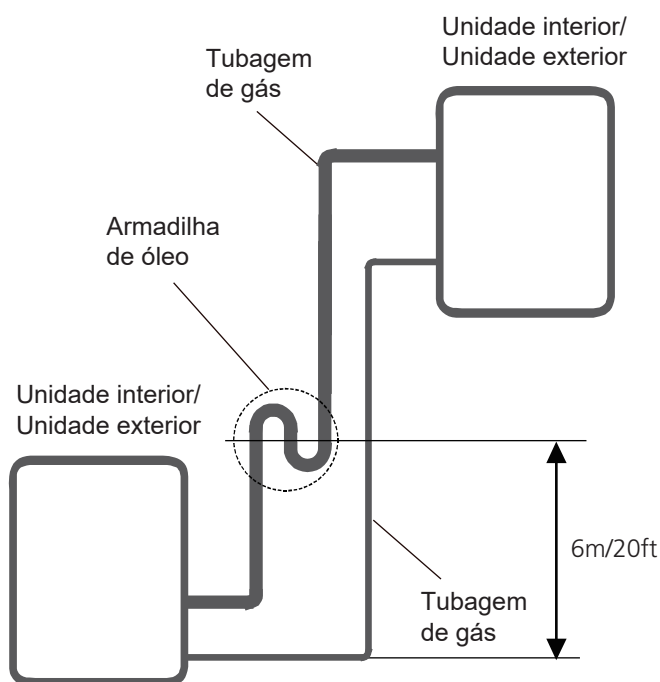 Unidade interior/
Unidade exterior
Tubagem
de gás
Armadilha
de óleo
Unidade interior/
Unidade exterior
6m/20ft
Tubagem
de gás